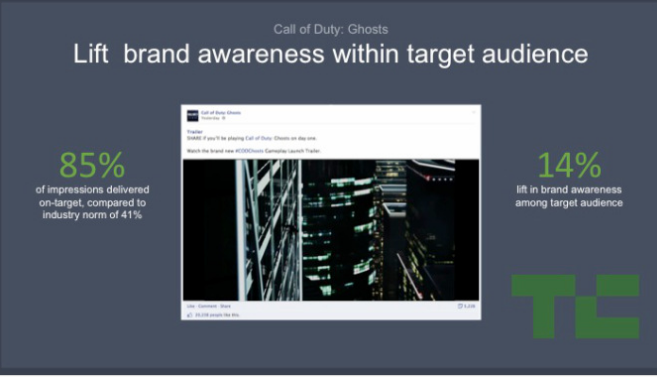 Call of Duty: Ghosts
Lift brand awareness within target audience
Call of Duty: Ghosts
Yesterday
Trailer
SHARE if you'll be playing Call of Duty: Ghosts on day one.
Watch the brand new #CODGhosts Gameplay Launch Trailer.
85%
of impressions delivered
on-target, compared to
industry norm of 41%
14%
lift in brand awareness
among target audience
Like Comment Share
people like this.
TC